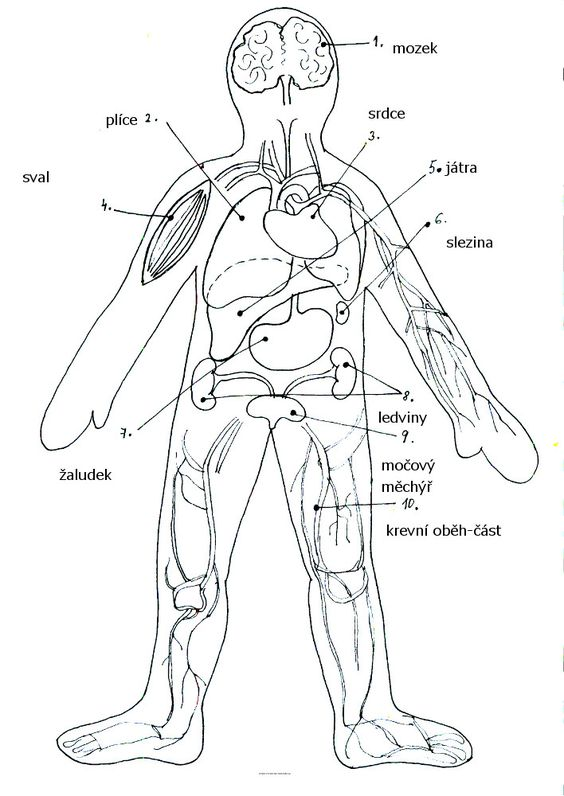 1. mozek
plíce 2.
srdce
3.
5. játra
sval
4.
6.
slezina
7.
8.
ledviny
9.
žaludek
močový
měchýř
10.
krevní oběh-část